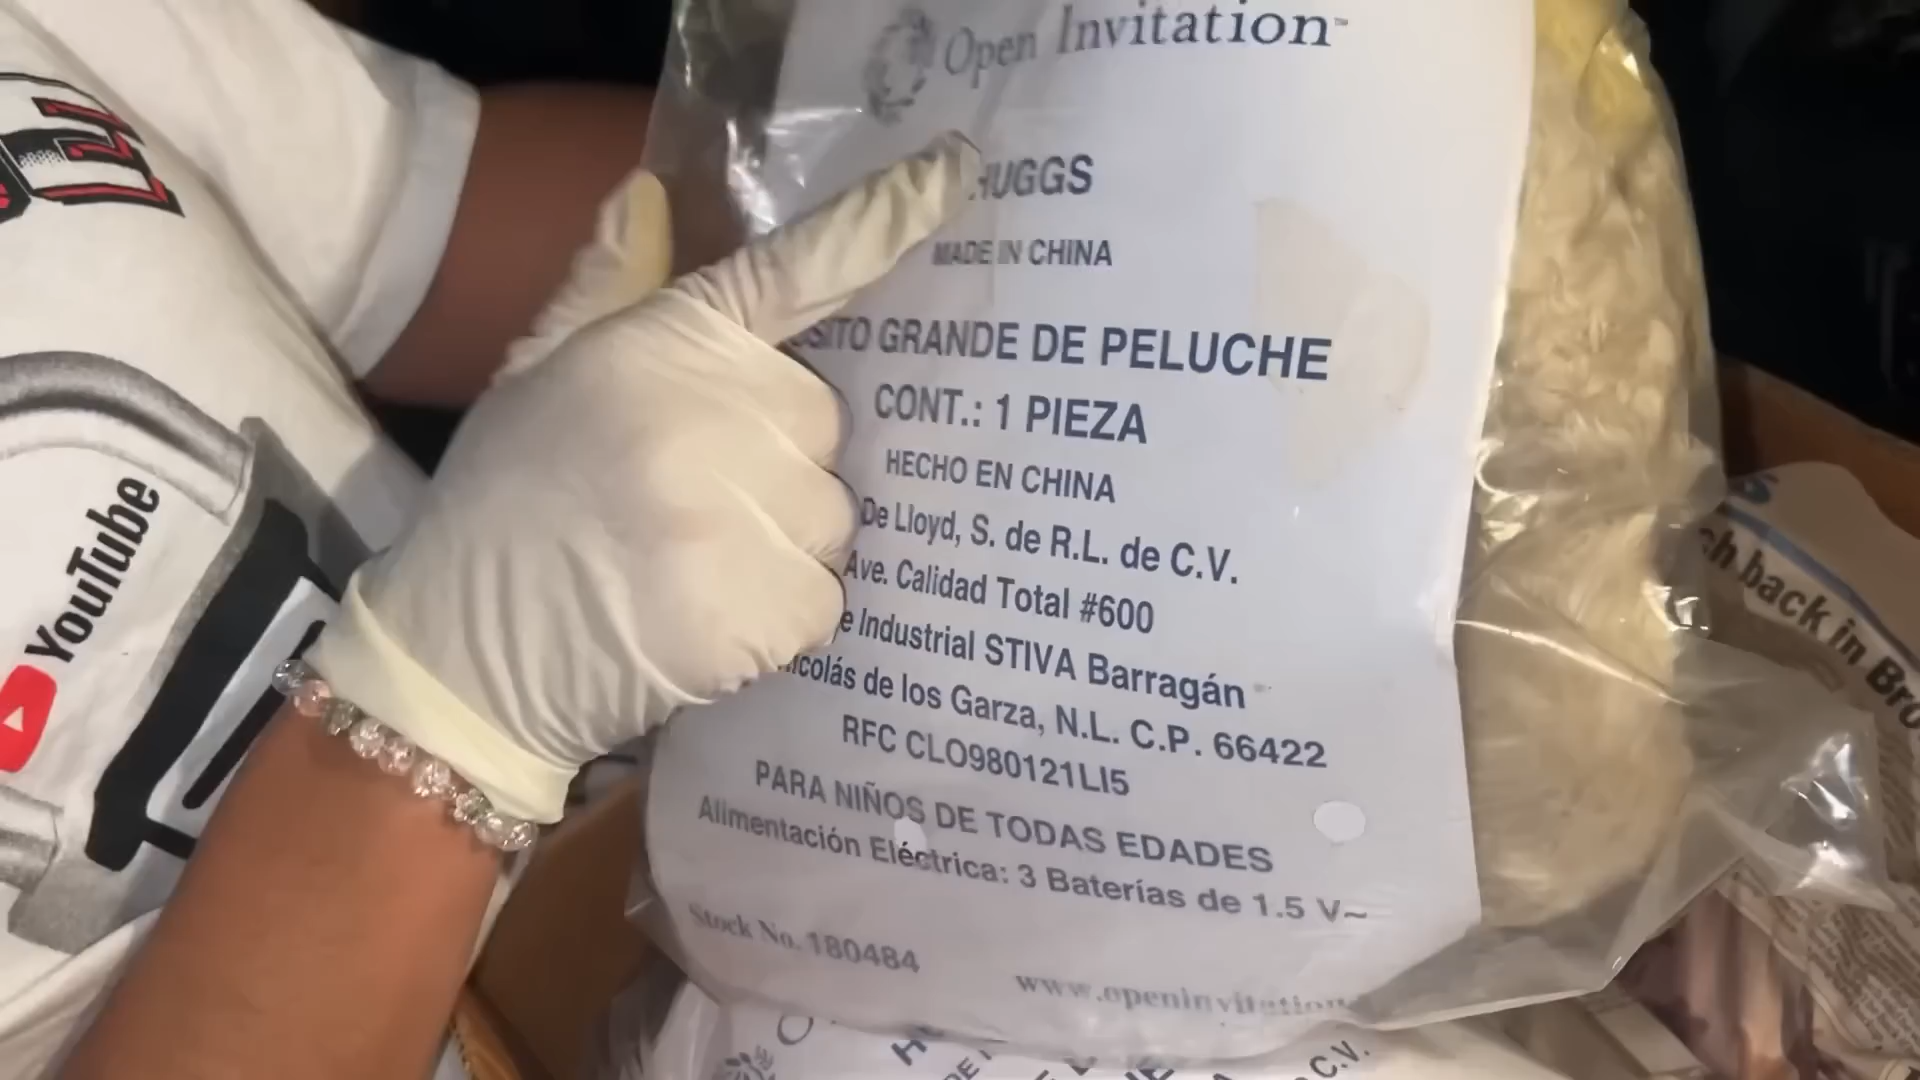 Open Invitation™
HUGGS
MADE IN CHINA
SITO GRANDE DE PELUCHE
CONT.: 1 PIEZA
HECHO EN CHINA
De Lloyd, S. de R.L. de C.V.
Ave. Calidad Total #600
e Industrial STIVA Barragán
icolás de los Garza, N.L. C.P. 66422
RFC CLO980121LI5
PARA NIÑOS DE TODAS EDADES
Alimentación Eléctrica: 3 Baterías de 1.5 V~
Stock No. 180484
www.openinvitation
YouTube
ch back in Bro
C.V.